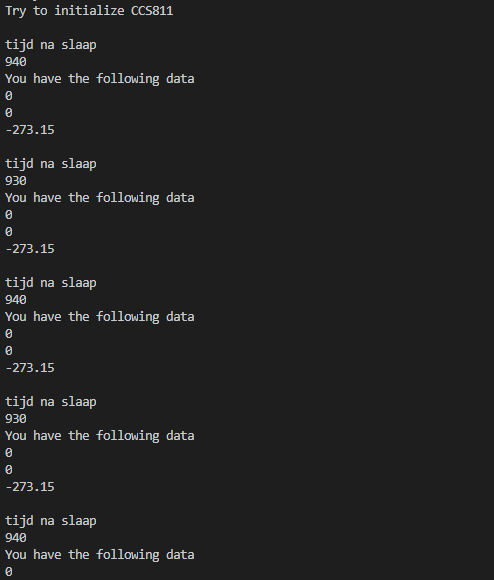 Try to initialize CCS811
tijd na slaap
940
You have the following data
0
0
-273.15
tijd na slaap
930
You have the following data
0
0
-273.15
tijd na slaap
940
You have the following data
0
0
-273.15
tijd na slaap
930
You have the following data
0
0
-273.15
tijd na slaap
940
You have the following data
0